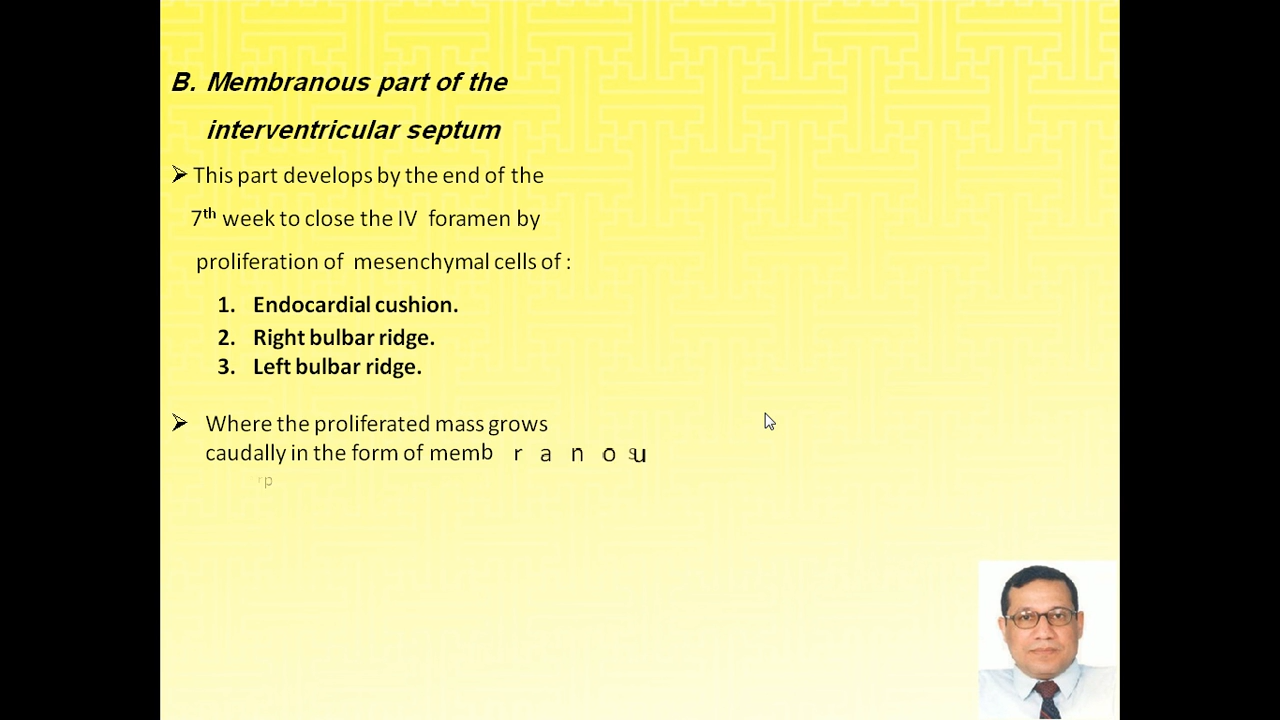 B. Membranous part of the
interventricular septum
➢ This part develops by the end of the
7th week to close the IV foramen by
proliferation of mesenchymal cells of :
1. Endocardial cushion.
2. Right bulbar ridge.
3. Left bulbar ridge.
➢ Where the proliferated mass grows
caudally in the form of membranous